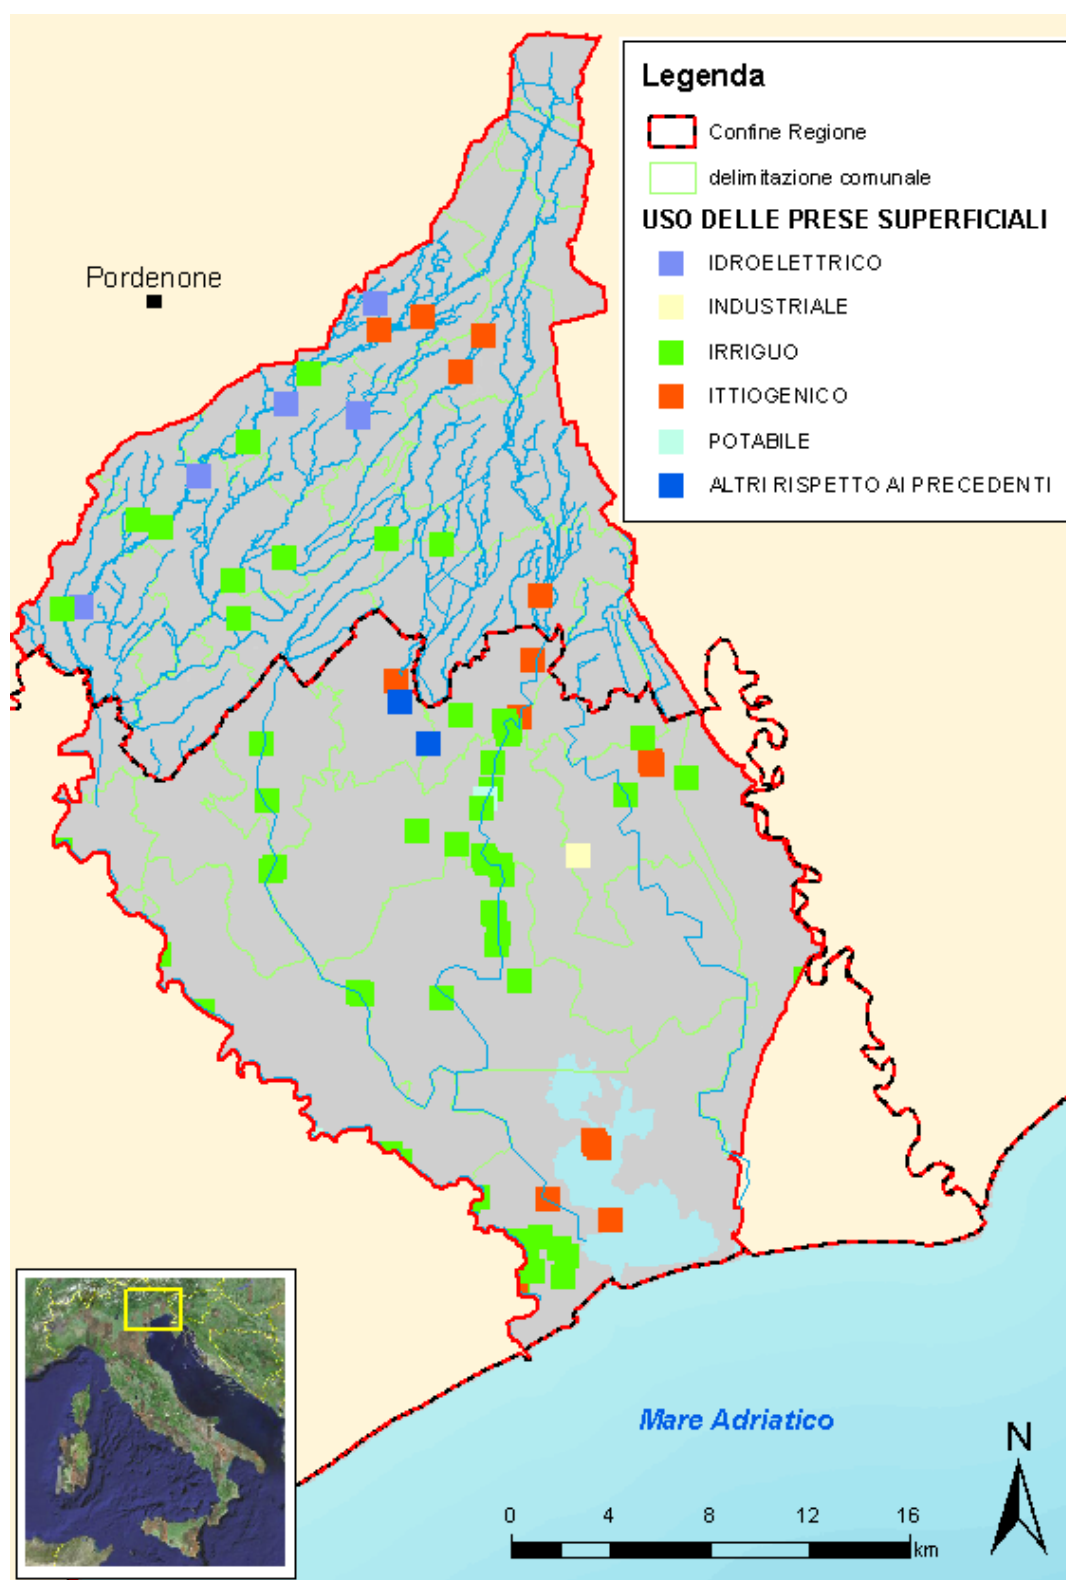 Legenda
Confine Regione
delimitazione comunale
USO DELLE PRESE SUPERFICIALI
IDROELETTRICO
INDUSTRIALE
IRRIGUO
ITTIOGENICO
POTABILE
ALTRI RISPETTO AI PRECEDENTI
Pordenone
Mare Adriatico
N
0 4 8 12 16
km